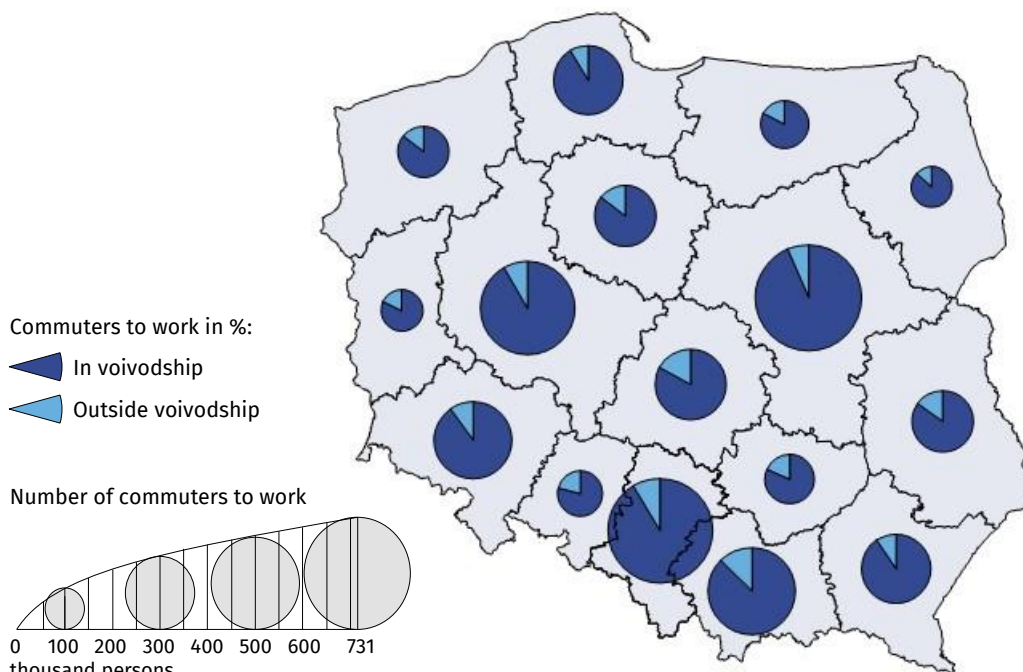 Commuters to work in %:
In voivodship
Outside voivodship
Number of commuters to work
0 100 200 300 400 500 600 731
thousand persons